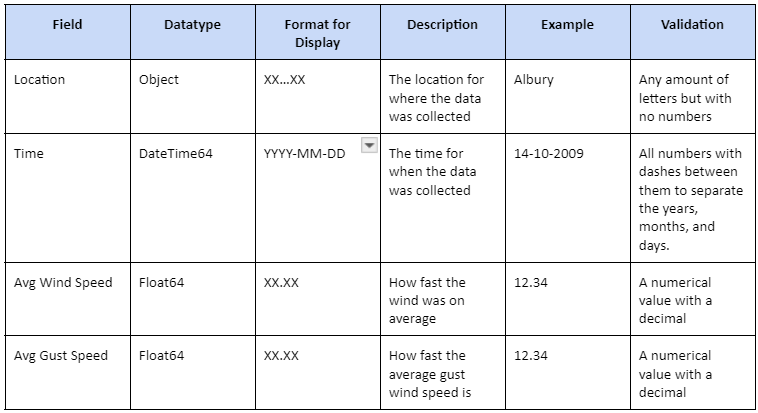 Field Datatype Format for Display Description Example Validation
Location Object XX...XX The location for where the data was collected Albury Any amount of letters but with no numbers
Time DateTime64 YYYY-MM-DD The time for when the data was collected 14-10-2009 All numbers with dashes between them to separate the years, months, and days.
Avg Wind Speed Float64 XX.XX How fast the wind was on average 12.34 A numerical value with a decimal
Avg Gust Speed Float64 XX.XX How fast the average gust wind speed is 12.34 A numerical value with a decimal